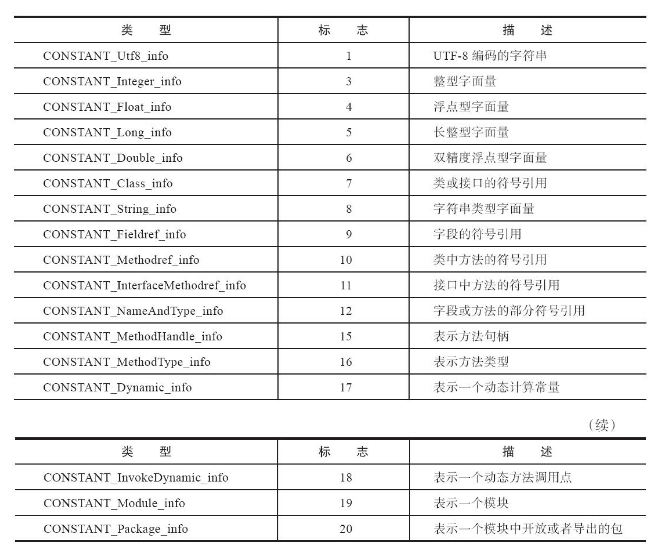 类 型 标 志 描 述
CONSTANT_Utf8_info 1 UTF-8 编码的字符串
CONSTANT_Integer_info 3 整型字面量
CONSTANT_Float_info 4 浮点型字面量
CONSTANT_Long_info 5 长整型字面量
CONSTANT_Double_info 6 双精度浮点型字面量
CONSTANT_Class_info 7 类或接口的符号引用
CONSTANT_String_info 8 字符串类型字面量
CONSTANT_Fieldref_info 9 字段的符号引用
CONSTANT_Methodref_info 10 类中方法的符号引用
CONSTANT_InterfaceMethodref_info 11 接口中方法的符号引用
CONSTANT_NameAndType_info 12 字段或方法的部分符号引用
CONSTANT_MethodHandle_info 15 表示方法句柄
CONSTANT_MethodType_info 16 表示方法类型
CONSTANT_Dynamic_info 17 表示一个动态计算常量
（续）
类 型 标 志 描 述
CONSTANT_InvokeDynamic_info 18 表示一个动态方法调用点
CONSTANT_Module_info 19 表示一个模块
CONSTANT_Package_info 20 表示一个模块中开放或者导出的包